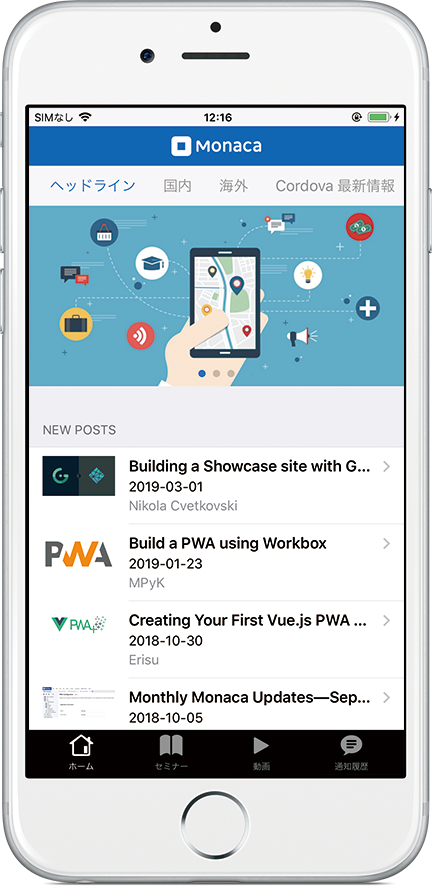 SIMなし 12:16
Monaca
ヘッドライン 国内 海外 Cordova 最新情報
NEW POSTS
Building a Showcase site with G...
2019-03-01
Nikola Cvetkovski
Build a PWA using Workbox
2019-01-23
MPyK
PWA
Creating Your First Vue.js PWA ...
2018-10-30
Erisu
PWA
Monthly Monaca Updates—Sep...
2018-10-05
ホーム セミナー 動画 通知履歴